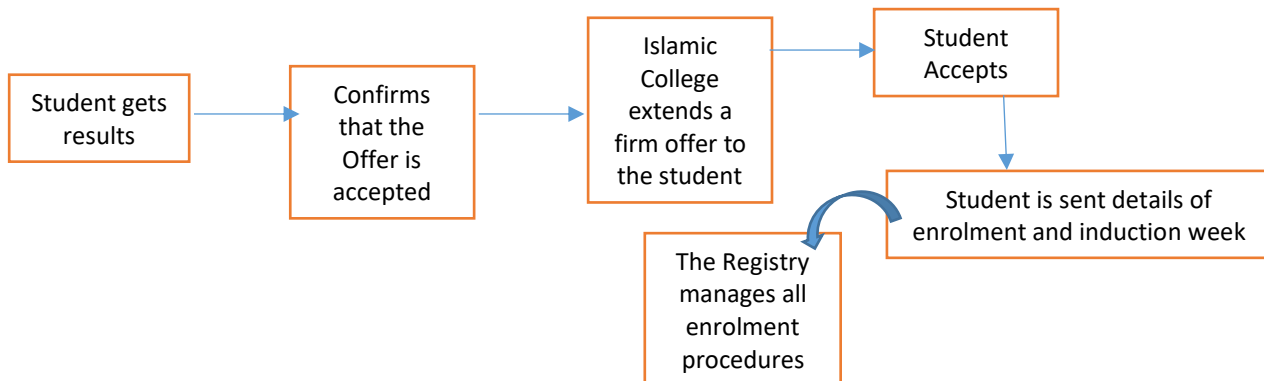 Student gets
results
Confirms
that the
Offer is
accepted
Islamic
College
extends a
firm offer to
the student
Student
Accepts
Student is sent details of
enrolment and induction week
The Registry
manages all
enrolment
procedures